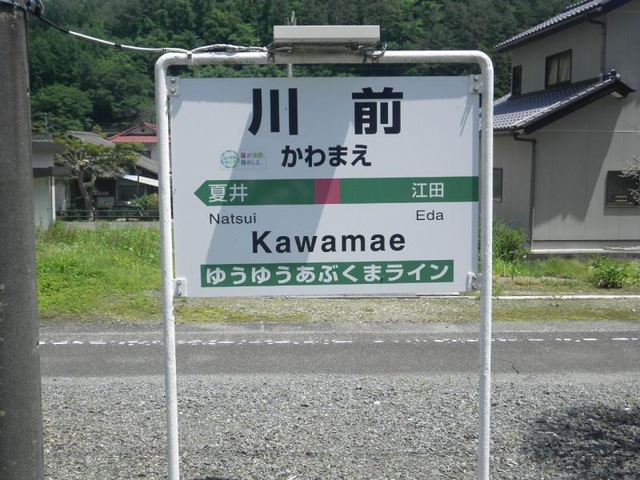 川前
かわまえ
夏井 江田
Natsui Eda
Kawamae
ゆうゆうあぶくまライン